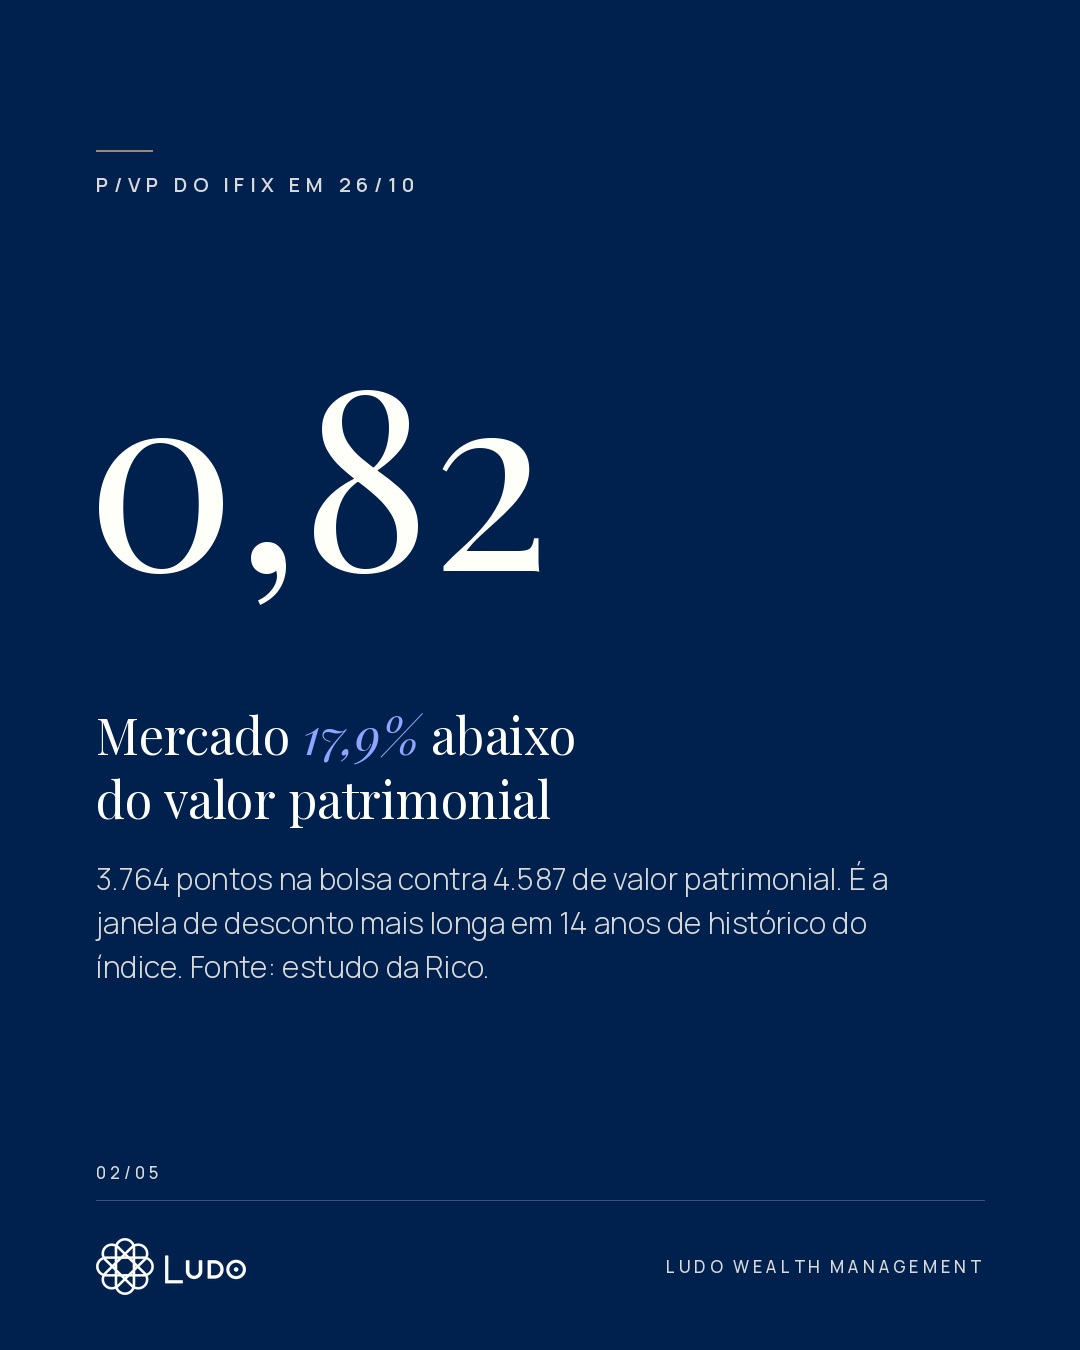 P/VP DO IFIX EM 26/10
0,82
Mercado 17,9% abaixo
do valor patrimonial
3.764 pontos na bolsa contra 4.587 de valor patrimonial. É a
janela de desconto mais longa em 14 anos de histórico do
índice. Fonte: estudo da Rico.
02/05
LUDO
LUDO WEALTH MANAGEMENT